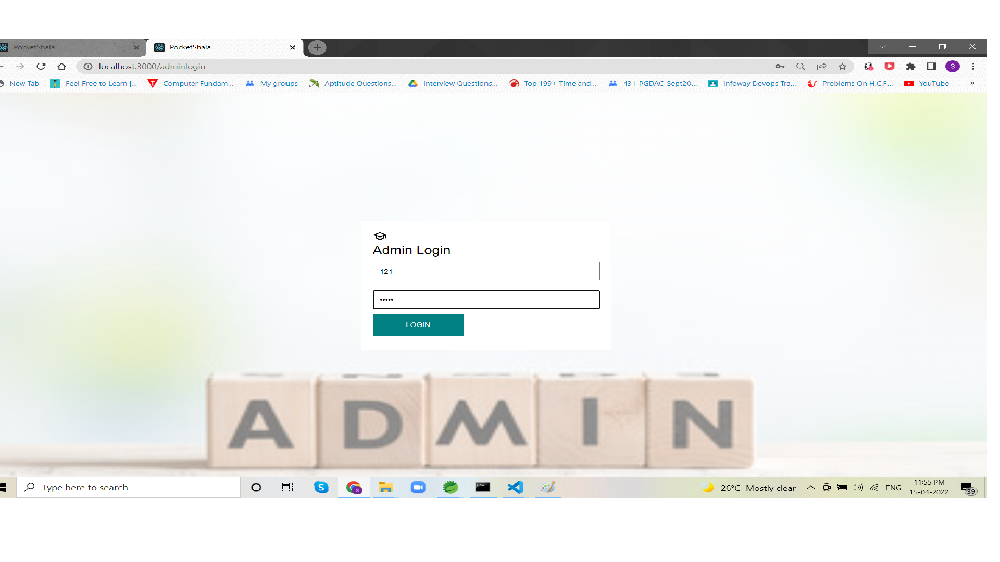 PocketShala
PocketShala
localhost:3000/adminlogin
S
New Tab
Feel Free to Learn |...
Computer Fundam...
My groups
Aptitude Questions...
Interview Questions...
Top 199+ Time and...
431 PGDAC Sept20...
Infoway Devops Tra...
Problems On H.C.F...
YouTube
»
Admin Login
121
•••••
LOGIN
ADMIN
Type here to search
26°C Mostly clear
ENG
11:55 PM
15-04-2022
39